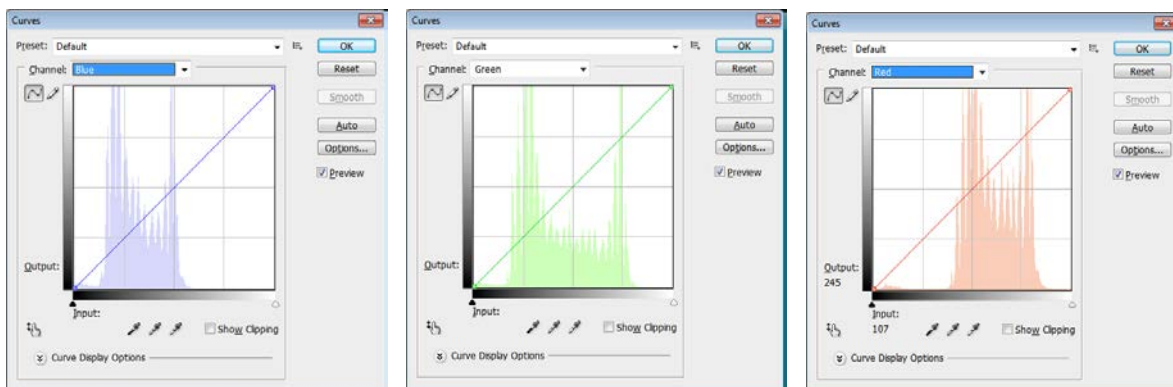 Curves
Preset: Default
OK
Channel: Blue
Reset
Smooth
Auto
Options...
Preview
Output:
Input:
Show Clipping
Curve Display Options
Curves
Preset: Default
OK
Channel: Green
Reset
Smooth
Auto
Options...
Preview
Output:
Input:
Show Clipping
Curve Display Options
Curves
Preset: Default
OK
Channel: Red
Reset
Smooth
Auto
Options...
Preview
Output:
245
Input:
107
Show Clipping
Curve Display Options